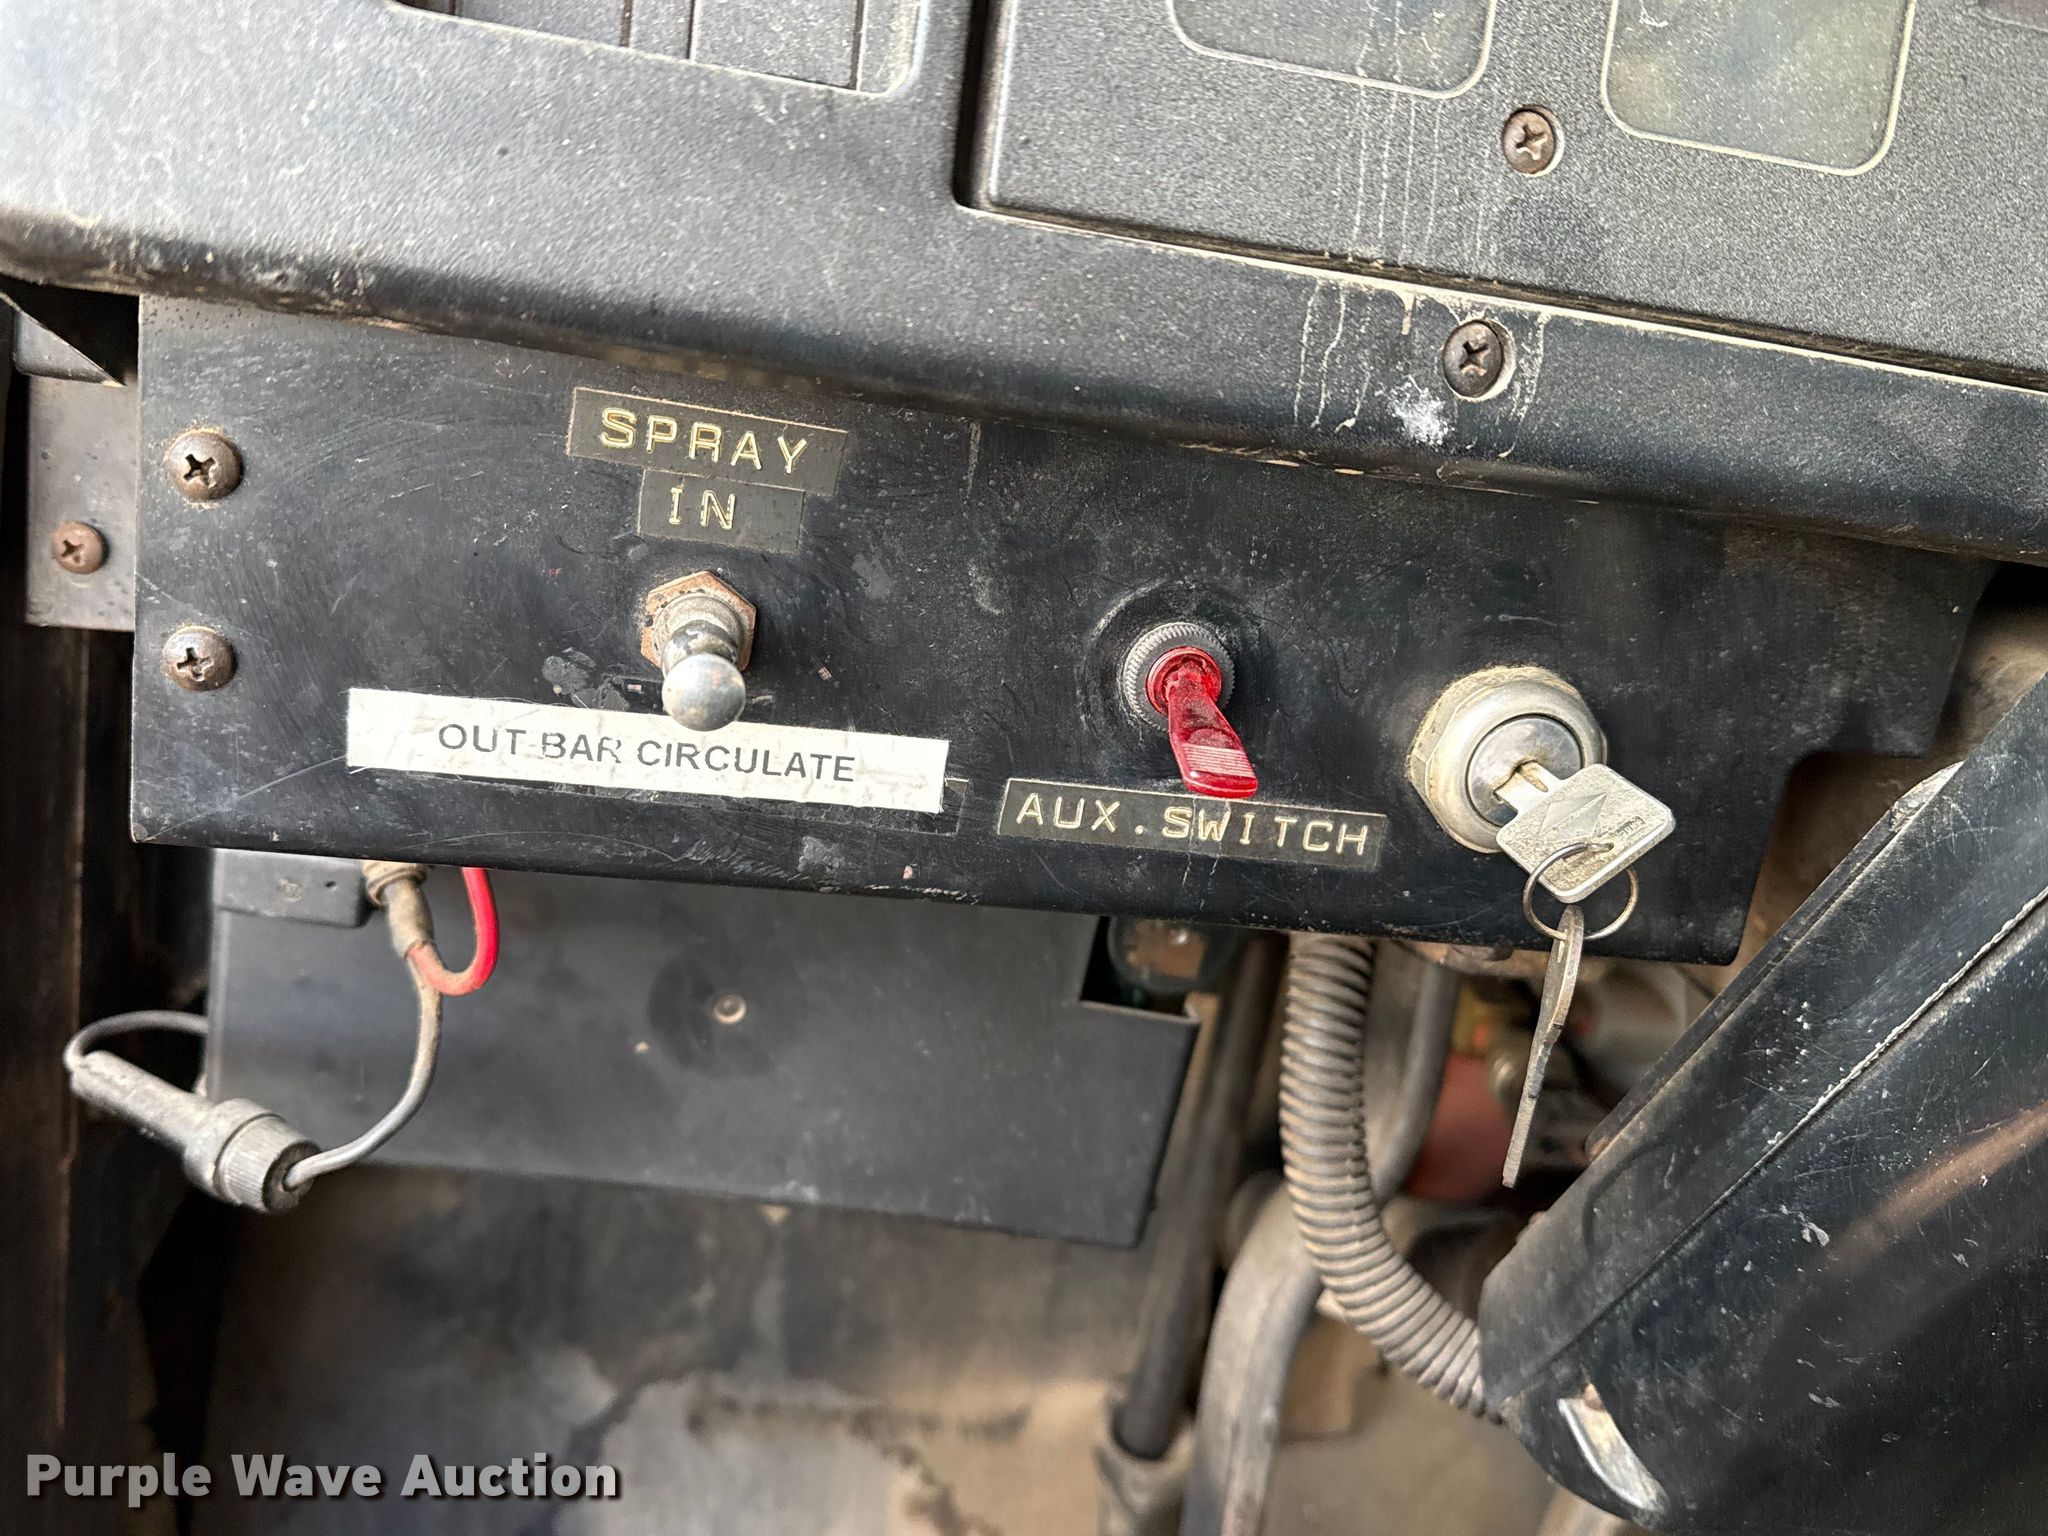 SPRAY
IN
OUT BAR CIRCULATE
AUX.SWITCH
Purple Wave Auction